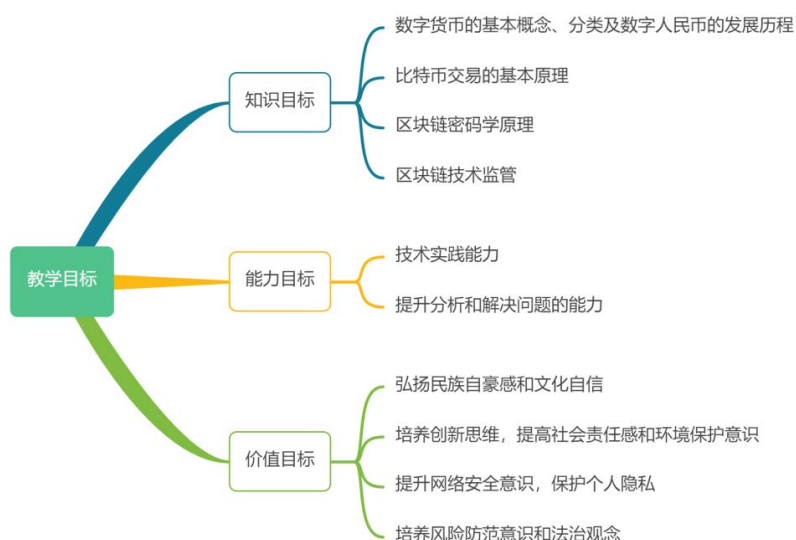 教学目标
知识目标
数字货币的基本概念、分类及数字人民币的发展历程
比特币交易的基本原理
区块链密码学原理
区块链技术监管
能力目标
技术实践能力
提升分析和解决问题的能力
价值目标
弘扬民族自豪感和文化自信
培养创新思维，提高社会责任感和环境保护意识
提升网络安全意识，保护个人隐私
培养风险防范意识和法治观念